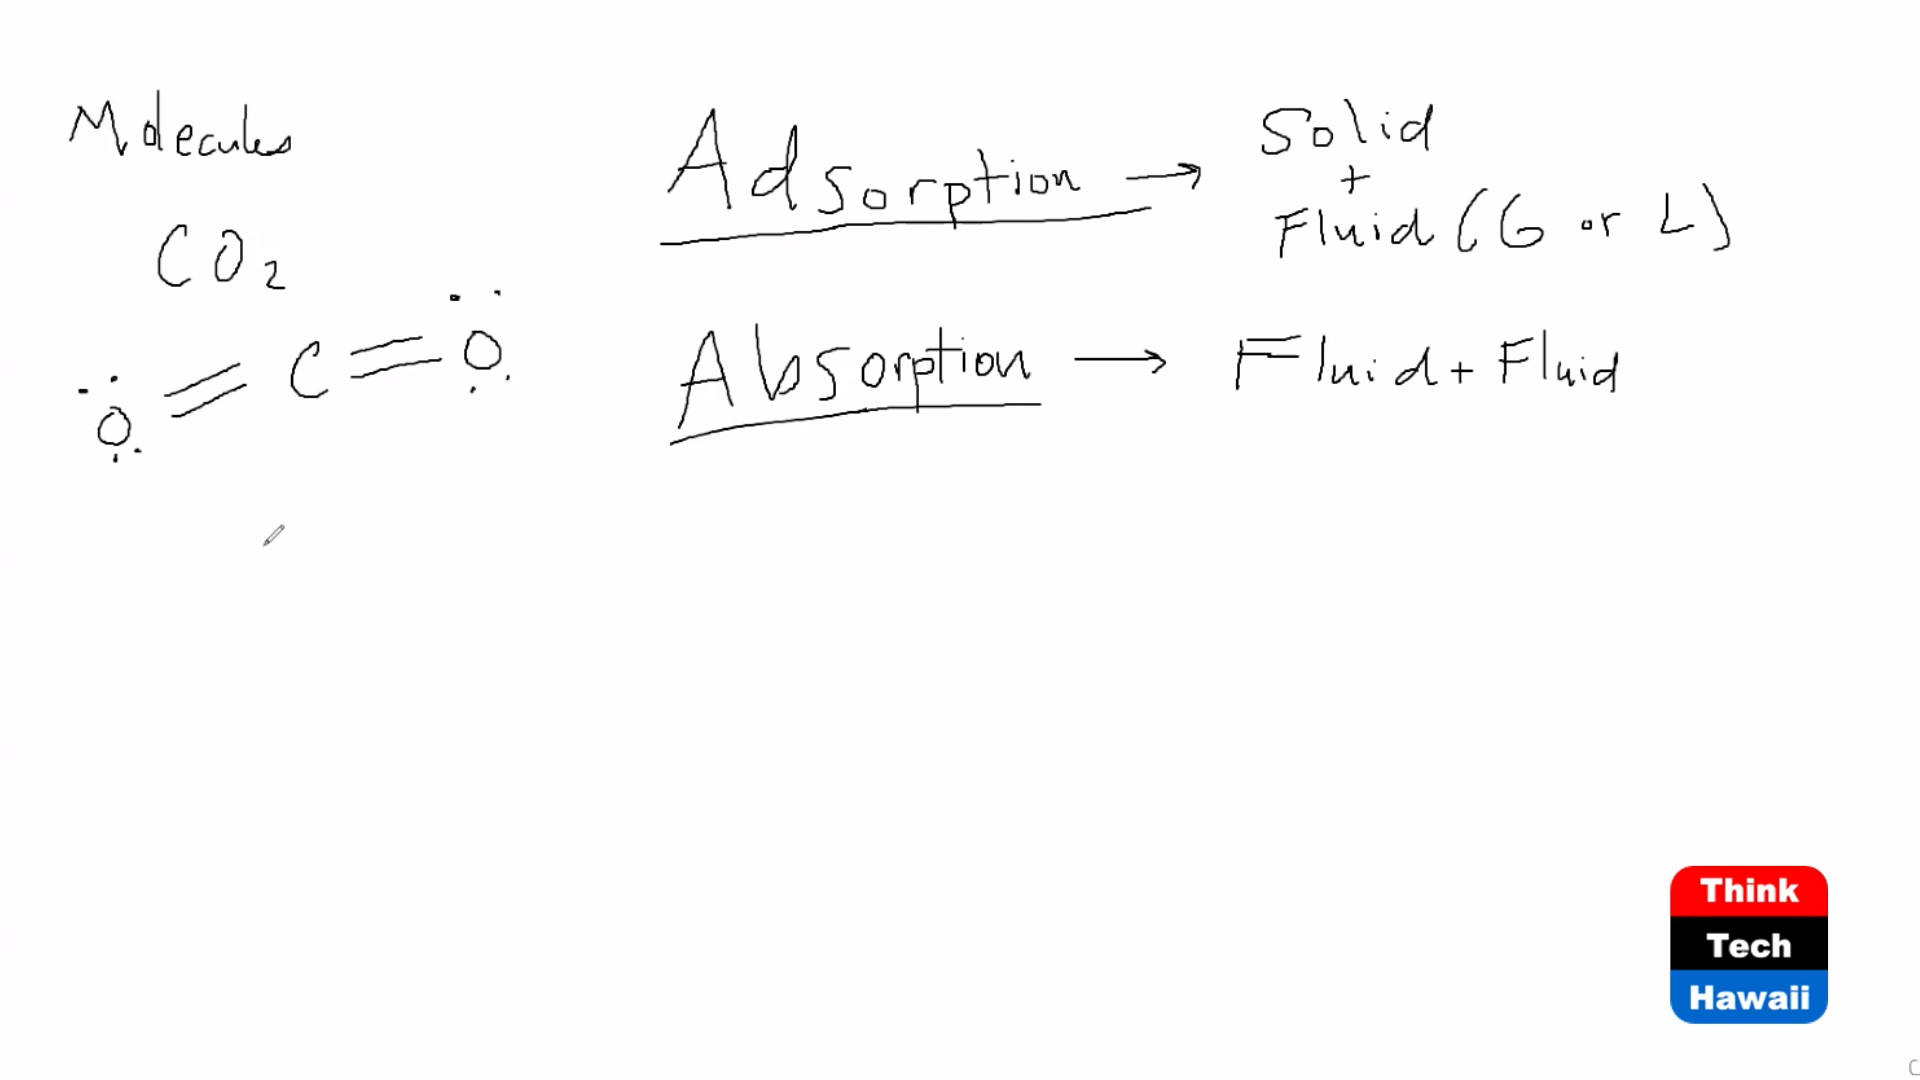 Molecules
CO₂
O = C = O
Adsorption → Solid
+
Fluid (G or L)
Absorption → Fluid + Fluid
Think
Tech
Hawaii